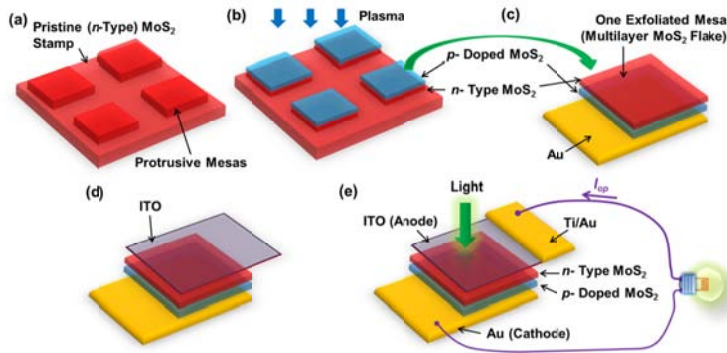 (a)
Pristine (n-Type) MoS₂
Stamp
Protrusive Mesas
(b)
Plasma
p- Doped MoS₂
n- Type MoS₂
(c)
One Exfoliated Mesa
(Multilayer MoS₂ Flake)
Au
(d)
ITO
(e)
Light
ITO (Anode)
I_op
Ti/Au
n- Type MoS₂
p- Doped MoS₂
Au (Cathode)